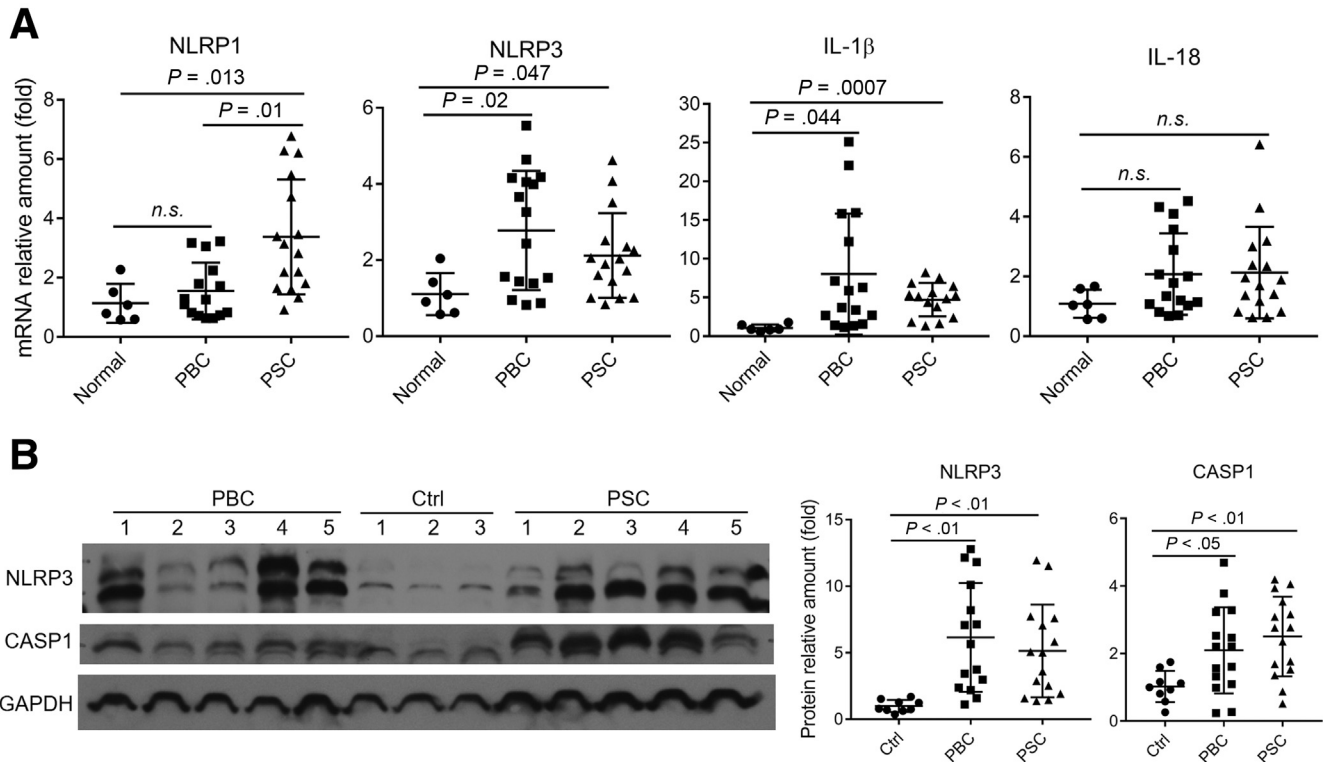 A
NLRP1
NLRP3
IL-1β
IL-18
mRNA relative amount (fold)
P = .013
P = .01
n.s.
8
6
4
2
0
Normal
PBC
PSC
P = .047
P = .02
6
4
2
0
Normal
PBC
PSC
P = .0007
P = .044
30
25
20
15
10
5
0
Normal
PBC
PSC
n.s.
n.s.
8
6
4
2
0
Normal
PBC
PSC
B
PBC Ctrl PSC
1 2 3 4 5 1 2 3 1 2 3 4 5
NLRP3
CASP1
GAPDH
NLRP3
Protein relative amount (fold)
P < .01
P < .01
15
10
5
0
Ctrl
PBC
PSC
CASP1
P < .01
P < .05
6
4
2
0
Ctrl
PBC
PSC